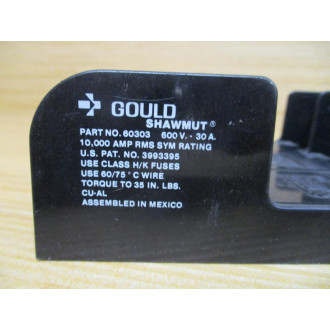 GOULD
SHAWMUT®
PART NO. 60303 600 V. - 30 A.
10,000 AMP RMS SYM RATING
U.S. PAT. NO. 3993395
USE CLASS H/K FUSES
USE 60/75 °C WIRE
TORQUE TO 35 IN. LBS.
CU-AL
ASSEMBLED IN MEXICO